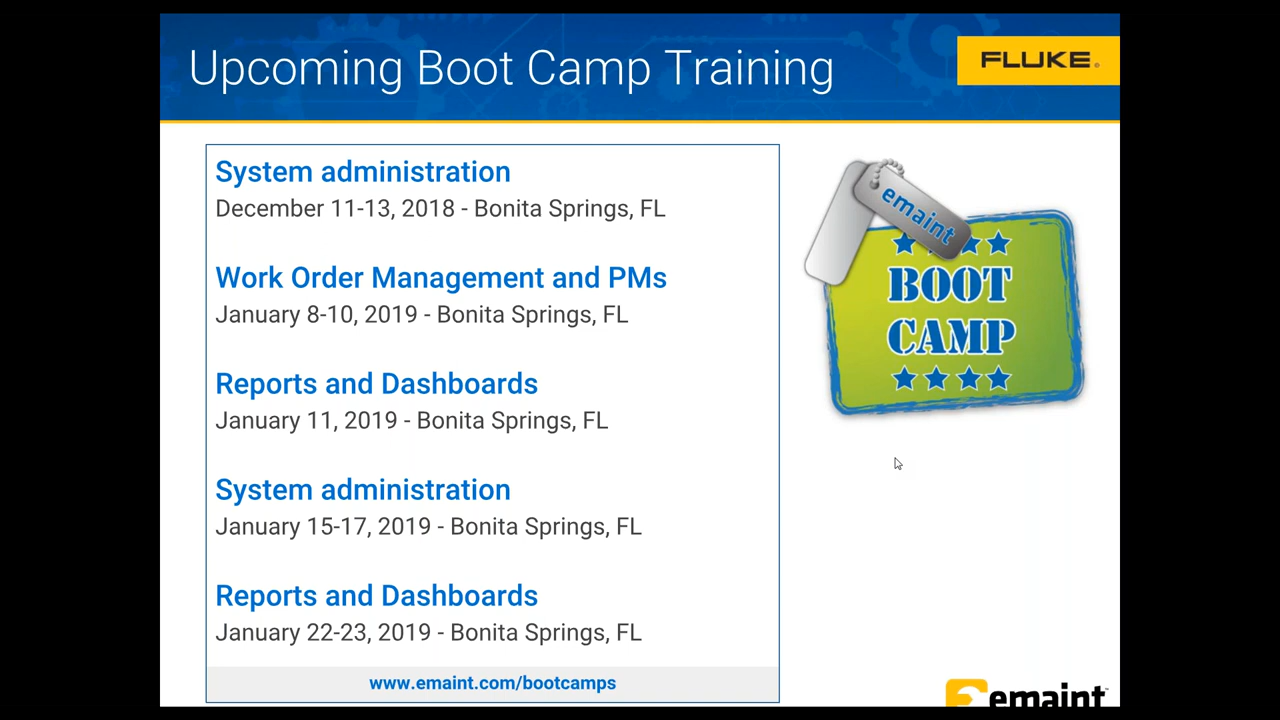 Upcoming Boot Camp Training
FLUKE®
System administration
December 11-13, 2018 - Bonita Springs, FL
Work Order Management and PMs
January 8-10, 2019 - Bonita Springs, FL
Reports and Dashboards
January 11, 2019 - Bonita Springs, FL
System administration
January 15-17, 2019 - Bonita Springs, FL
Reports and Dashboards
January 22-23, 2019 - Bonita Springs, FL
www.emaint.com/bootcamps
emaint
BOOT
CAMP
emaint™